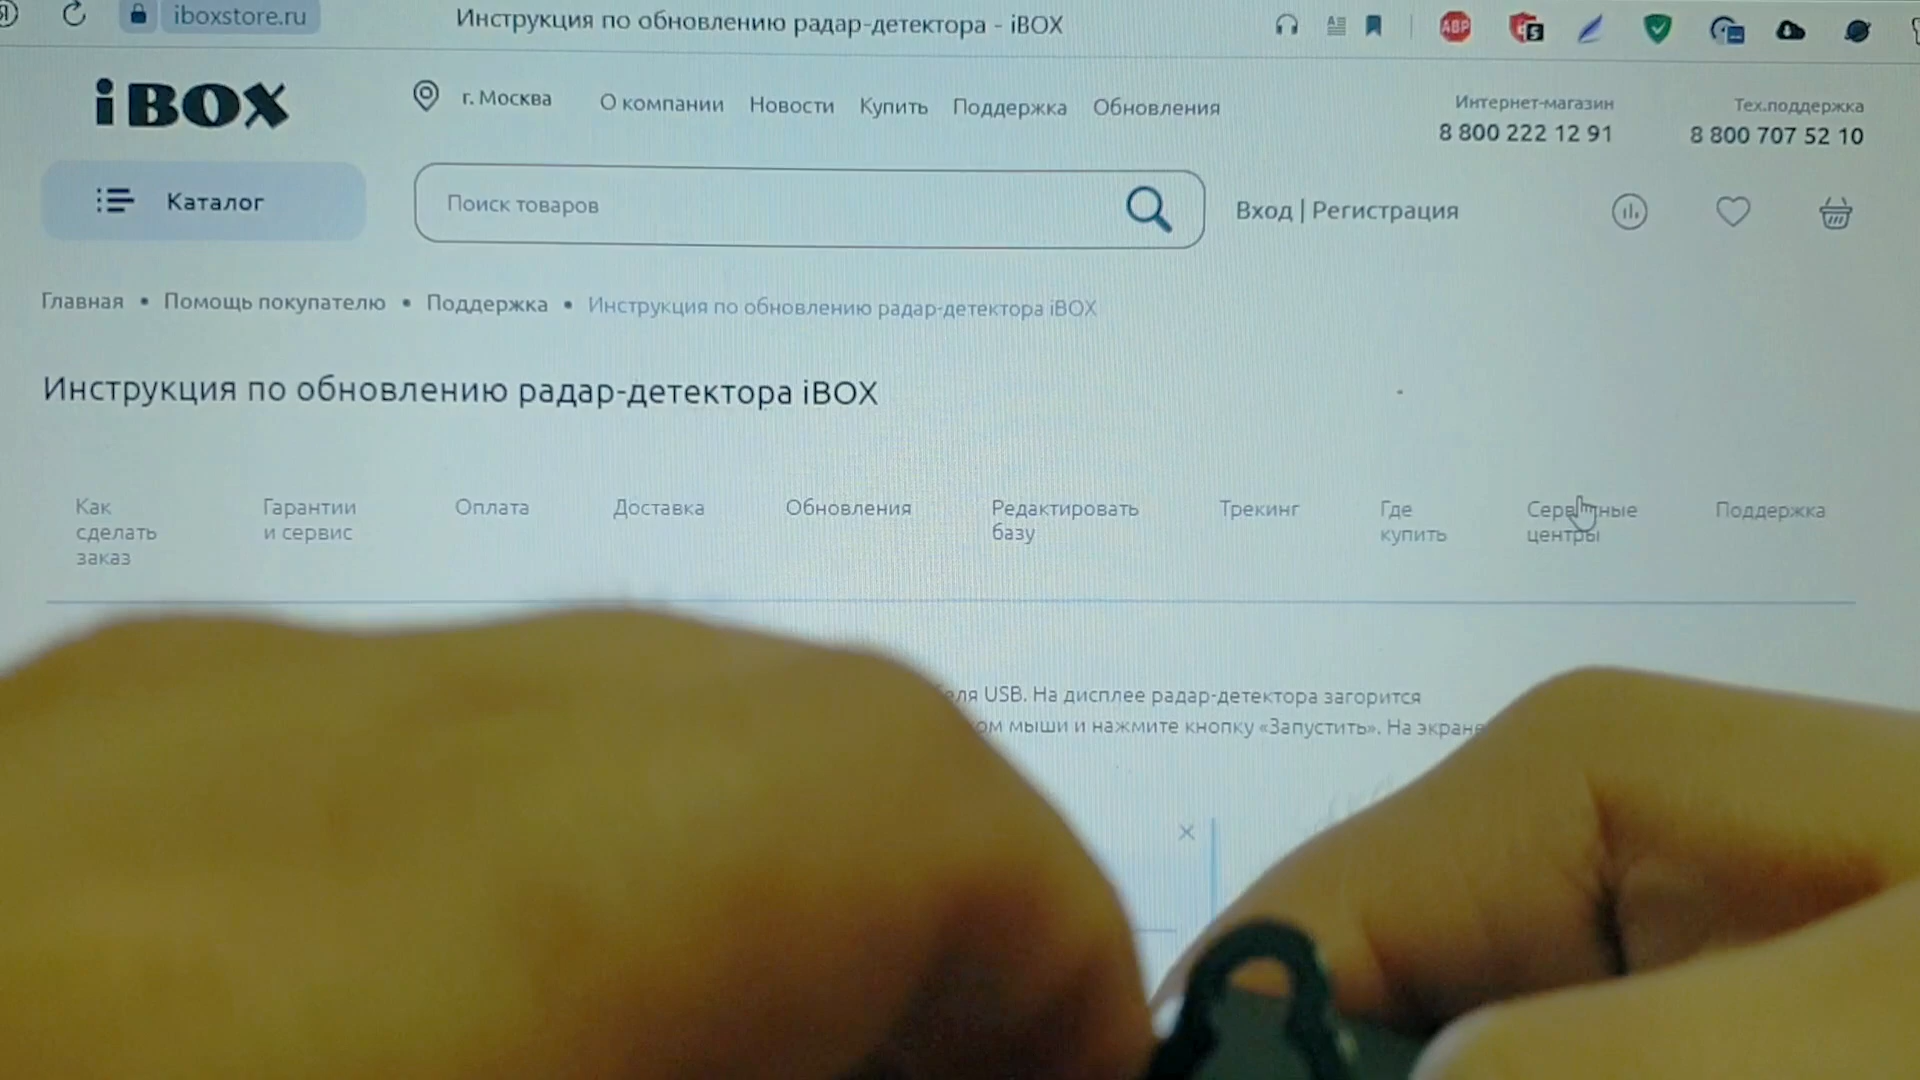 iboxstore.ru
Инструкция по обновлению радар-детектора - iBOX
ABP
iBOX
г. Москва
О компании
Новости
Купить
Поддержка
Обновления
Интернет-магазин
8 800 222 12 91
Тех.поддержка
8 800 707 52 10
Каталог
Поиск товаров
Вход | Регистрация
Главная • Помощь покупателю • Поддержка • Инструкция по обновлению радар-детектора iBOX
Инструкция по обновлению радар-детектора iBOX
Как
сделать
заказ
Гарантии
и сервис
Оплата
Доставка
Обновления
Редактировать
базу
Трекинг
Где
купить
Сервисные
центры
Поддержка
USB. На дисплее радар-детектора загорится
мыши и нажмите кнопку «Запустить». На экране